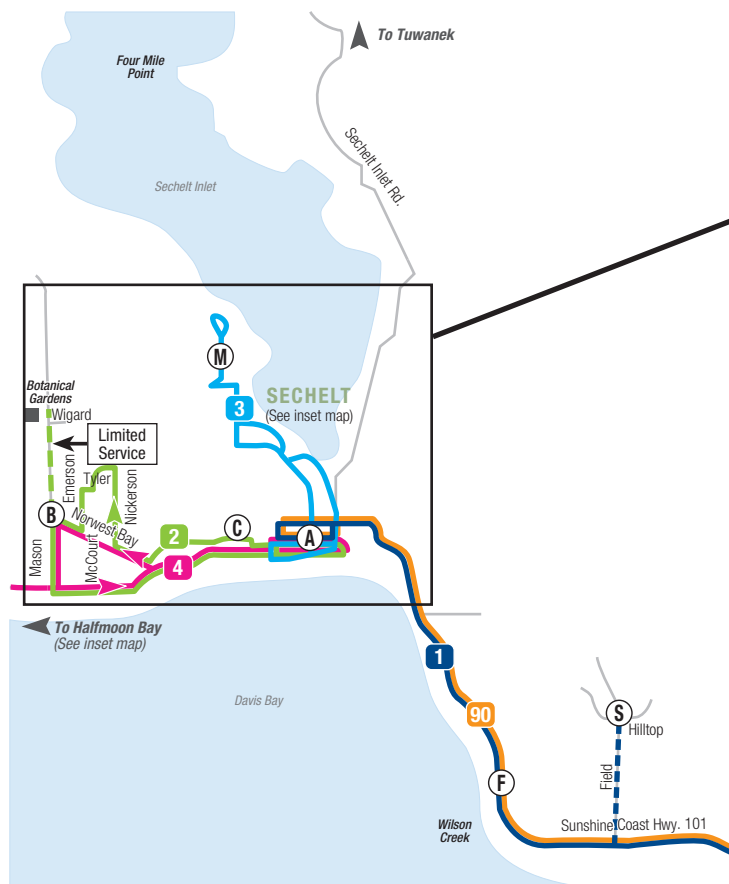 To Tuwanek
Four Mile
Point
Sechelt Inlet Rd.
Sechelt Inlet
M
Botanical
Gardens
SECHELT
(See inset map)
3
Wigard
Limited
Service
Emerson
Tyler
Nickerson
B
Norwest Bay
C
2
A
Mason
McCourt
4
To Halfmoon Bay
(See inset map)
1
Davis Bay
90
S
Hilltop
Field
F
Wilson
Creek
Sunshine Coast Hwy. 101